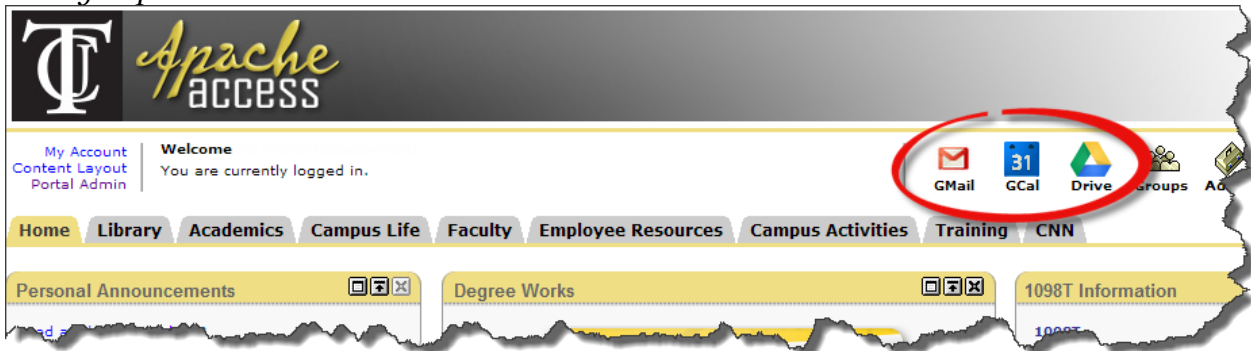 TJC
Apache
access
My Account
Content Layout
Portal Admin
Welcome
You are currently logged in.
GMail
31
GCal
Drive
Groups
Home
Library
Academics
Campus Life
Faculty
Employee Resources
Campus Activities
Training
CNN
Personal Announcements
Degree Works
1098T Information